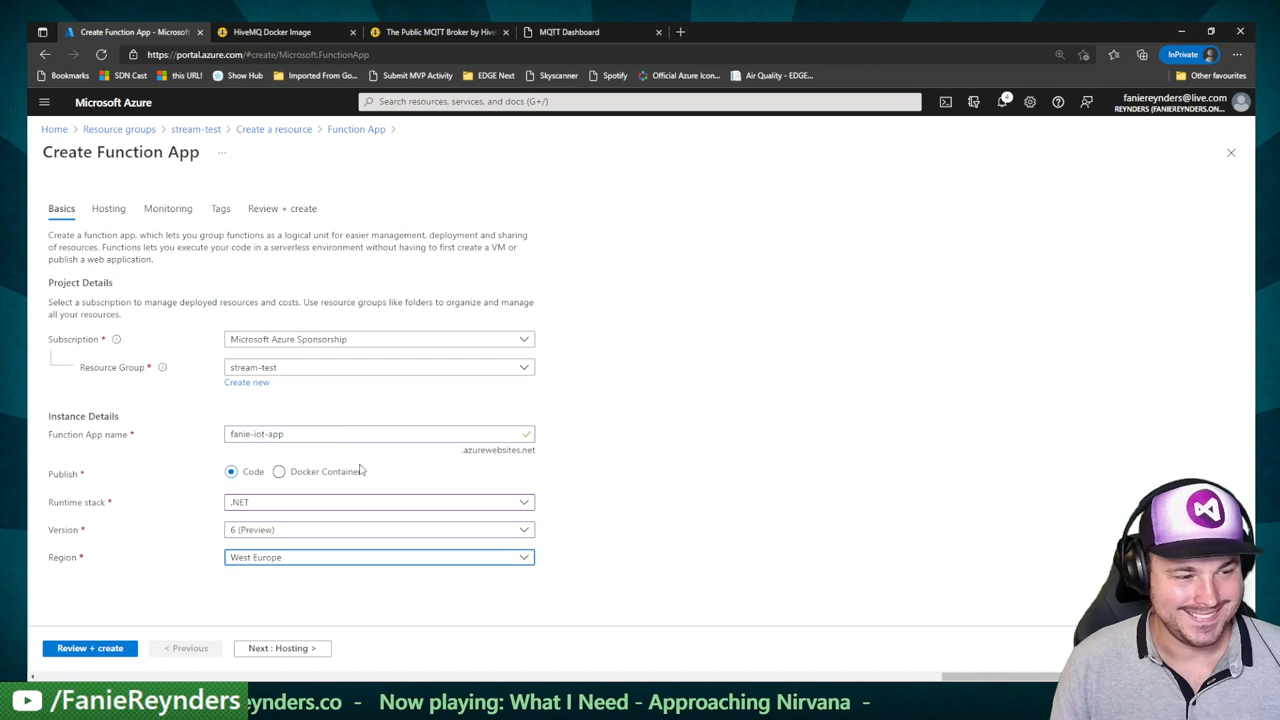 Create Function App - Microsoft
HiveMQ Docker Image
The Public MQTT Broker by Hive
MQTT Dashboard
https://portal.azure.com/#create/Microsoft.FunctionApp
InPrivate
Bookmarks
SDN Cast
this URL!
Show Hub
Imported From Go...
Submit MVP Activity
EDGE Next
Skyscanner
Spotify
Official Azure Icon...
Air Quality - EDGE...
Other favourites
Microsoft Azure
Search resources, services, and docs (G+/)
4
faniereynders@live.com
REYNDERS (FANIEREYNDERS.ON...
Home > Resource groups > stream-test > Create a resource > Function App >
Create Function App ...
Basics Hosting Monitoring Tags Review + create
Create a function app, which lets you group functions as a logical unit for easier management, deployment and sharing
of resources. Functions lets you execute your code in a serverless environment without having to first create a VM or
publish a web application.
Project Details
Select a subscription to manage deployed resources and costs. Use resource groups like folders to organize and manage
all your resources.
Subscription * Microsoft Azure Sponsorship
Resource Group * stream-test
Create new
Instance Details
Function App name * fanie-iot-app
.azurewebsites.net
Publish * Code Docker Container
Runtime stack * .NET
Version * 6 (Preview)
Region * West Europe
Review + create < Previous Next : Hosting >
/FanieReynders eynders.co - Now playing: What I Need - Approaching Nirvana -